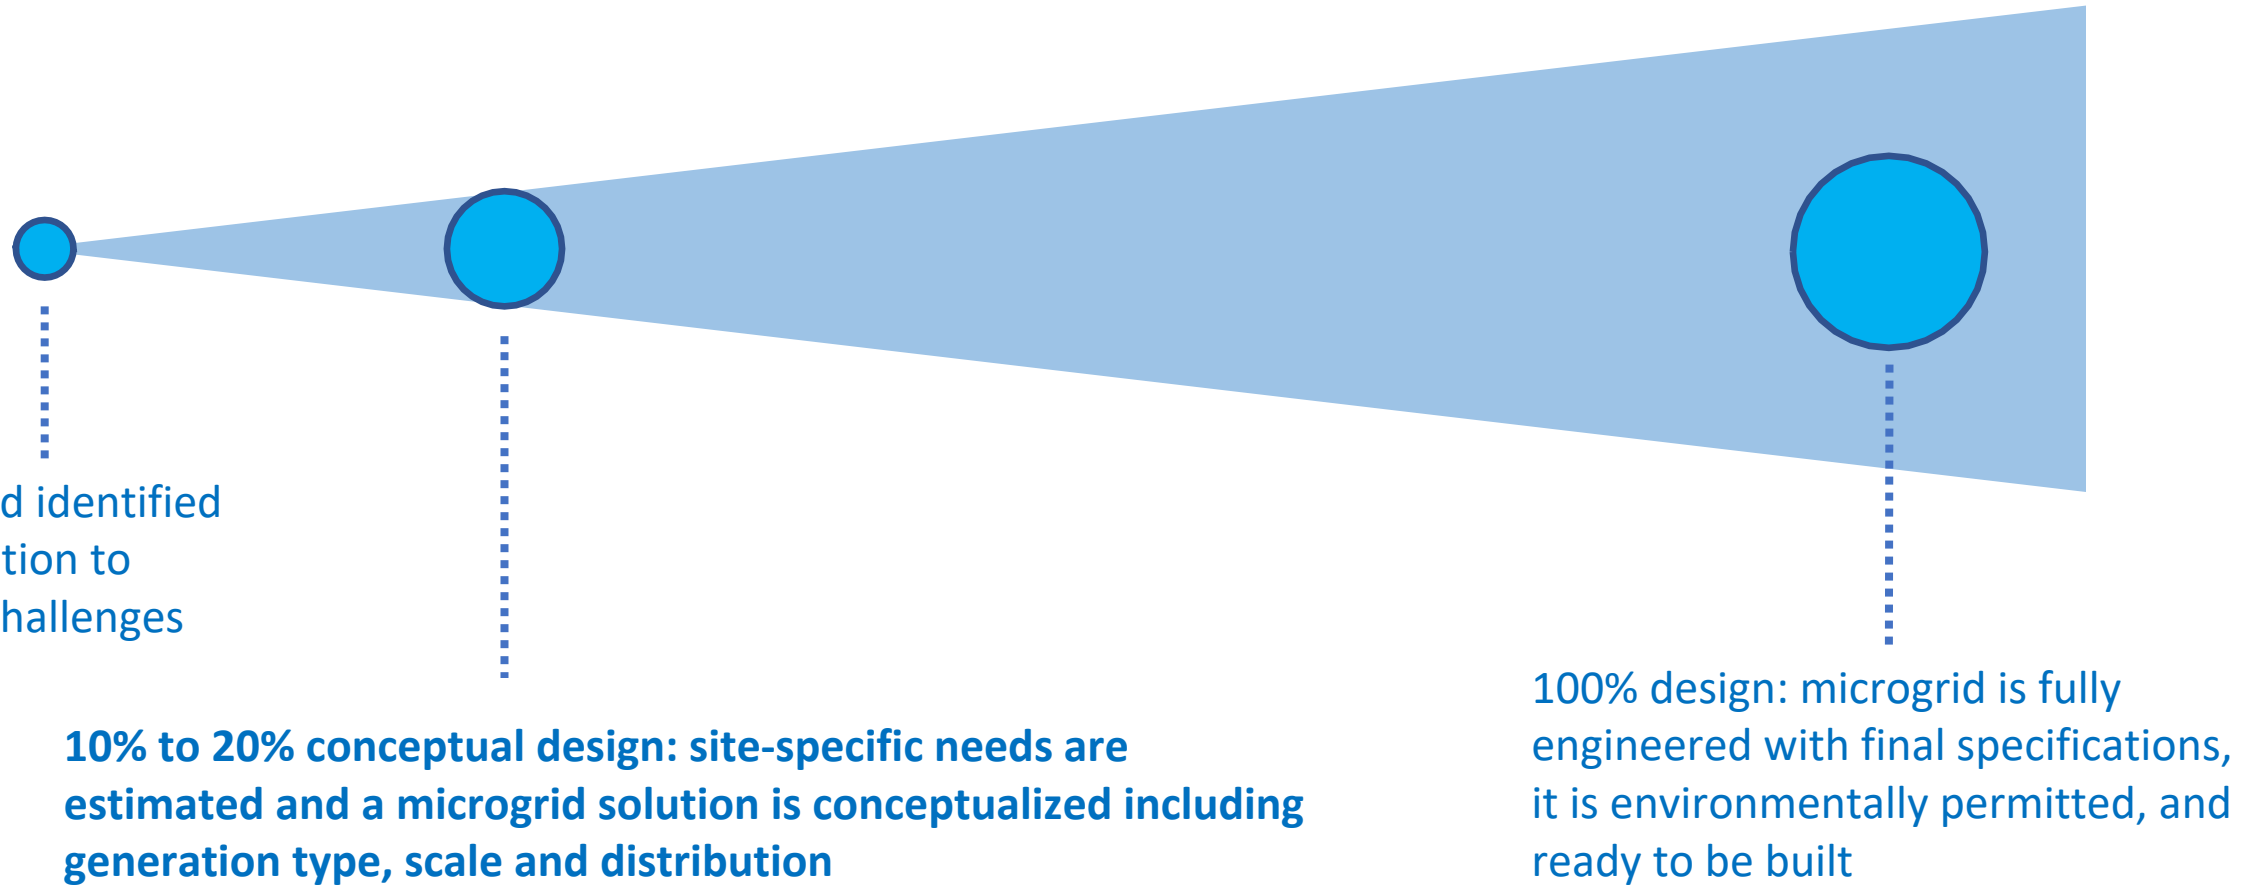 identified
to
10% to 20% conceptual design: site-specific needs are
estimated and a microgrid solution is conceptualized including
generation type, scale and distribution
100% design: microgrid is fully
engineered with final specifications,
it is environmentally permitted, and
ready to be built